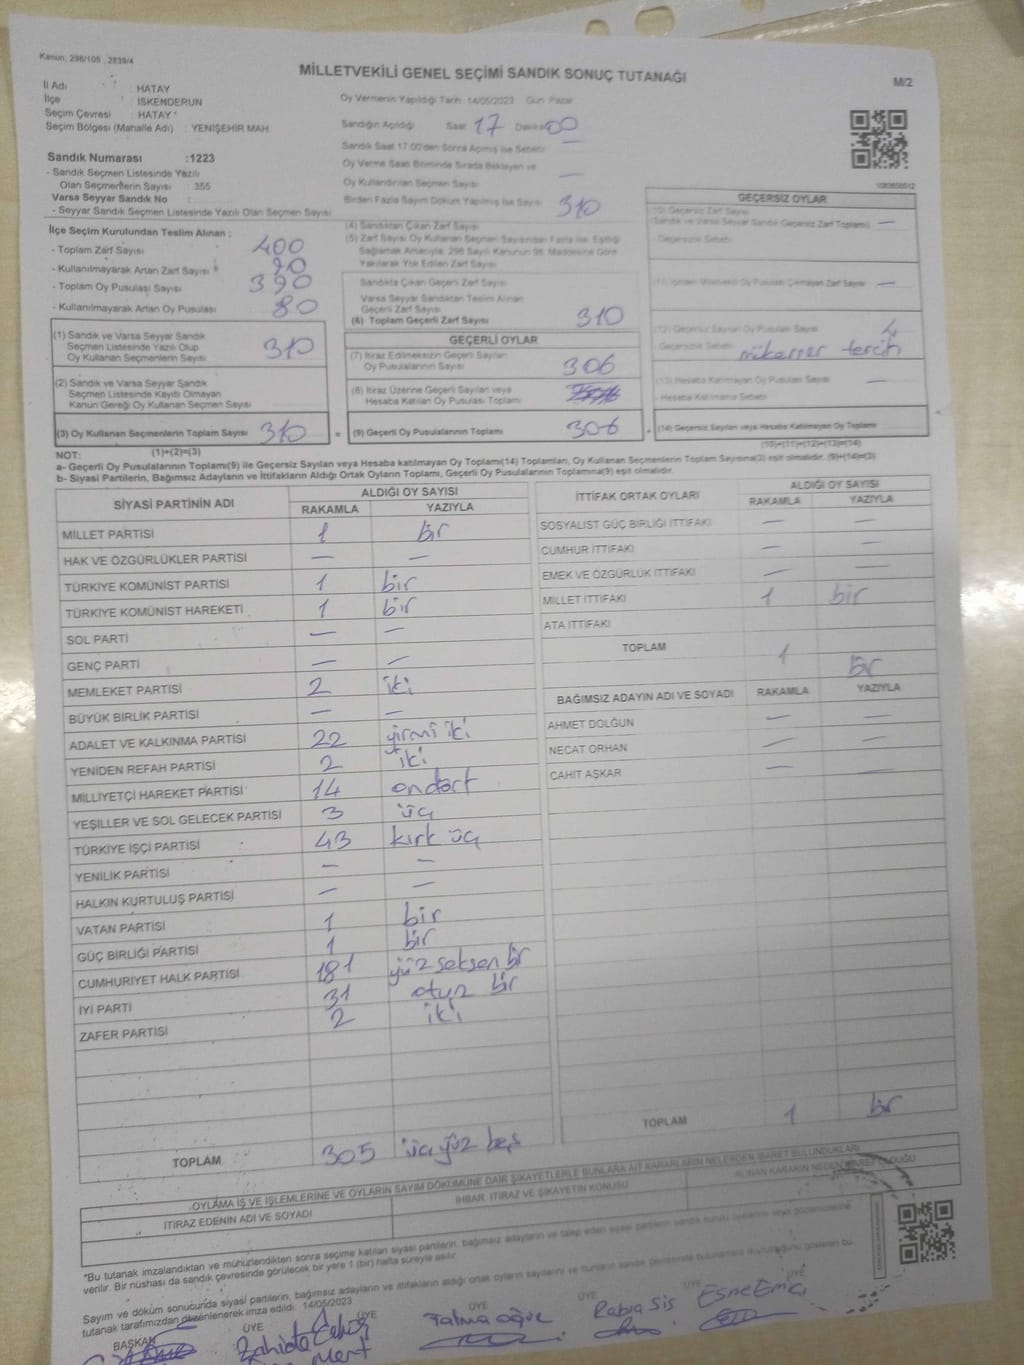 Kanun: 298/105 , 2839/4
MİLLETVEKİLİ GENEL SEÇİMİ SANDIK SONUÇ TUTANAĞI
M/2
İl Adı : HATAY
İlçe : İSKENDERUN
Seçim Çevresi : HATAY
Seçim Bölgesi (Mahalle Adı) : YENİŞEHİR MAH
Oy Vermenin Yapıldığı Tarih: 14/05/2023 Gün: Pazar
Sandığın Açıldığı Saat 17 Dakika 00
Sandık Saat 17:00'den Sonra Açılmış İse Sebebi —
Oy Verme Saati Bitiminde Sırada Bekleyen ve
Oy Kullandırılan Seçmen Sayısı —
Birden Fazla Sayım Döküm Yapılmış İse Sayısı
310
Sandık Numarası :1223
- Sandık Seçmen Listesinde Yazılı
Olan Seçmenlerin Sayısı : 355
Varsa Seyyar Sandık No :
- Seyyar Sandık Seçmen Listesinde Yazılı Olan Seçmen Sayısı
İlçe Seçim Kurulundan Teslim Alınan ;
- Toplam Zarf Sayısı 400
- Kullanılmayarak Artan Zarf Sayısı 90
- Toplam Oy Pusulası Sayısı 390
- Kullanılmayarak Artan Oy Pusulası 80
(1) Sandık ve Varsa Seyyar Sandık
Seçmen Listesinde Yazılı Olup
Oy Kullanan Seçmenlerin Sayısı 310
(2) Sandık ve Varsa Seyyar Sandık
Seçmen Listesinde Kayıtlı Olmayan
Kanun Gereği Oy Kullanan Seçmen Sayısı
(3) Oy Kullanan Seçmenlerin Toplam Sayısı 310
(1)+(2)=(3)
(4) Sandıktan Çıkan Zarf Sayısı
(5) Zarf Sayısı Oy Kullanan Seçmen Sayısından Fazla İse, Eşitliği
Sağlamak Amacıyla; 298 Sayılı Kanunun 98. Maddesine Göre
Yakılarak Yok Edilen Zarf Sayısı
Sandıkta Çıkan Geçerli Zarf Sayısı
Varsa Seyyar Sandıktan Teslim Alınan
Geçerli Zarf Sayısı
(6) Toplam Geçerli Zarf Sayısı 310
GEÇERLİ OYLAR
(7) İtiraz Edilmeksizin Geçerli Sayılan
Oy Pusulalarının Sayısı 306
(8) İtiraz Üzerine Geçerli Sayılan veya
Hesaba Katılan Oy Pusulası Toplamı
= (9) Geçerli Oy Pusulalarının Toplamı 306
GEÇERSİZ OYLAR
(10) Geçersiz Zarf Sayısı
Sandık ve Varsa Seyyar Sandık Geçersiz Zarf Toplamı) —
Geçersizlik Sebebi
Oy Pusulası Çıkmayan Zarf Sayısı —
(12) Geçersiz Sayılan Oy Pusulası Sayısı 4
Geçersizlik Sebebi mükerrer tercih
(13) Hesaba Katılmayan Oy Pusulası Sayısı —
- Hesaba Katılmama Sebebi
+ (14) Geçersiz Sayılan veya Hesaba Katılmayan Oy Toplamı
(10)+(11)+(12)+(13)=(14)
NOT:
a- Geçerli Oy Pusulalarının Toplamı(9) ile Geçersiz Sayılan veya Hesaba katılmayan Oy Toplamı(14) Toplamları, Oy Kullanan Seçmenlerin Toplam Sayısına(3) eşit olmalıdır. (9)+(14)=(3)
b- Siyasi Partilerin, Bağımsız Adayların ve İttifakların Aldığı Ortak Oyların Toplamı, Geçerli Oy Pusulalarının Toplamına(9) eşit olmalıdır.
SİYASİ PARTİNİN ADI
ALDIĞI OY SAYISI
RAKAMLA YAZIYLA
MİLLET PARTİSİ 1 bir
HAK VE ÖZGÜRLÜKLER PARTİSİ — —
TÜRKİYE KOMÜNİST PARTİSİ 1 bir
TÜRKİYE KOMÜNİST HAREKETİ 1 bir
SOL PARTİ — —
GENÇ PARTİ — —
MEMLEKET PARTİSİ 2 iki
BÜYÜK BİRLİK PARTİSİ — —
ADALET VE KALKINMA PARTİSİ 22 yirmi iki
YENİDEN REFAH PARTİSİ 2 iki
MİLLİYETÇİ HAREKET PARTİSİ 14 ondört
YEŞİLLER VE SOL GELECEK PARTİSİ 3 üç
TÜRKİYE İŞÇİ PARTİSİ 43 kırk üç
YENİLİK PARTİSİ — —
HALKIN KURTULUŞ PARTİSİ — —
VATAN PARTİSİ 1 bir
GÜÇ BİRLİĞİ PARTİSİ 1 bir
CUMHURİYET HALK PARTİSİ 181 yüz seksen bir
İYİ PARTİ 31 otuz bir
ZAFER PARTİSİ 2 iki
TOPLAM 305 üçyüz beş
İTTİFAK ORTAK OYLARI
ALDIĞI OY SAYISI
RAKAMLA YAZIYLA
SOSYALİST GÜÇ BİRLİĞİ İTTİFAKI — —
CUMHUR İTTİFAKI — —
EMEK VE ÖZGÜRLÜK İTTİFAKI — —
MİLLET İTTİFAKI 1 bir
ATA İTTİFAKI
TOPLAM 1 bir
BAĞIMSIZ ADAYIN ADI VE SOYADI RAKAMLA YAZIYLA
AHMET DOLĞUN — —
NECAT ORHAN — —
CAHİT AŞKAR — —
TOPLAM 1 bir
OYLAMA İŞ VE İŞLEMLERİNE VE OYLARIN SAYIM DÖKÜMÜNE DAİR ŞİKAYETLERLE BUNLARA AİT KARARLARIN NELERDEN İBARET BULUNDUKLARI
İTİRAZ EDENİN ADI VE SOYADI
İHBAR, İTİRAZ VE ŞİKAYETİN KONUSU
ALINAN KARARIN NEDEN İBARET OLDUĞU
*Bu tutanak imzalandıktan ve mühürlendikten sonra seçime katılan siyasi partilerin, bağımsız adayların ve talep eden siyasi partilerin sandık kurulu üyelerine veya gözlemcilerine
verilir. Bir nüshası da sandık çevresinde görülecek bir yere 1 (bir) hafta süreyle asılır.
Sayım ve döküm sonucunda siyasi partilerin, bağımsız adayların ve ittifakların aldığı ortak oyların sayılarını ve bunların sandık çevresinde
tutanak tarafımızdan düzenlenerek imza edildi. 14/05/2023
BAŞKAN ÜYE ÜYE ÜYE ÜYE ÜYE
Mert
Rabia Sis